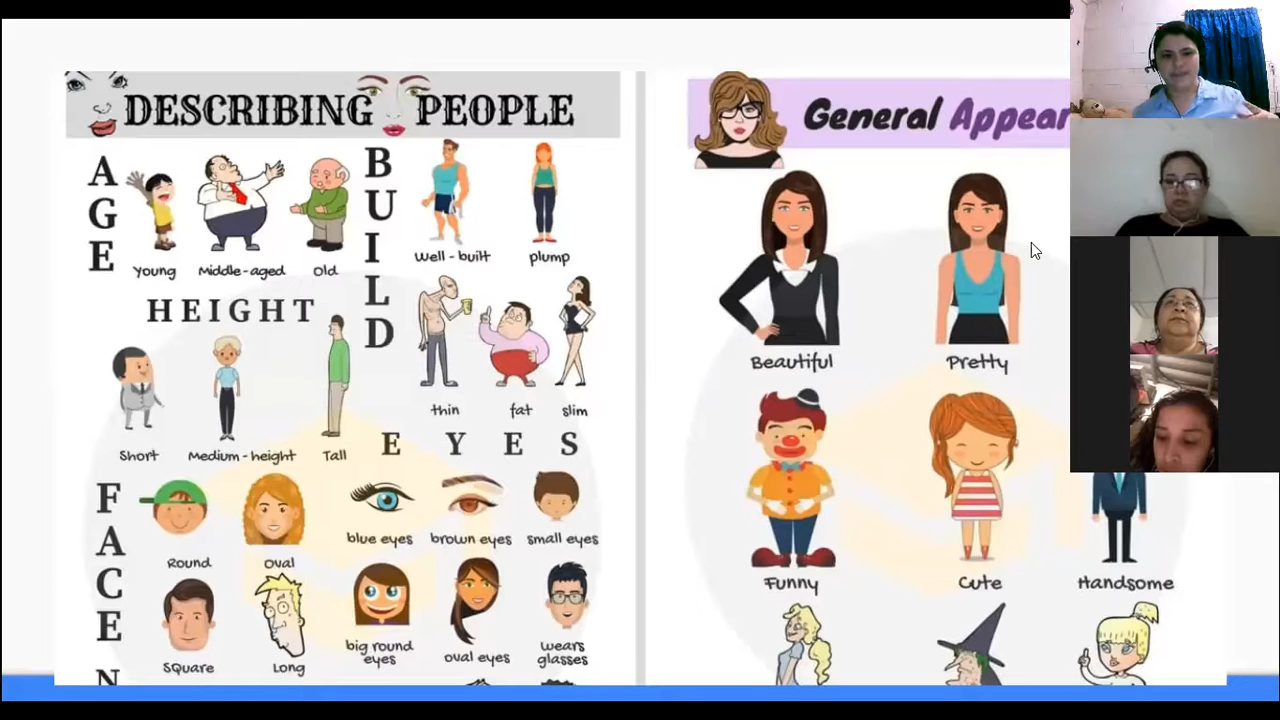 DESCRIBING PEOPLE
AGE
Young Middle-aged Old
HEIGHT
Short Medium-height Tall
BUILD
Well-built plump
thin fat slim
EYES
blue eyes brown eyes small eyes
big round eyes oval eyes wears glasses
FACE
Round Oval
SQuare Long
N
General Appear
Beautiful Pretty
Funny Cute Handsome